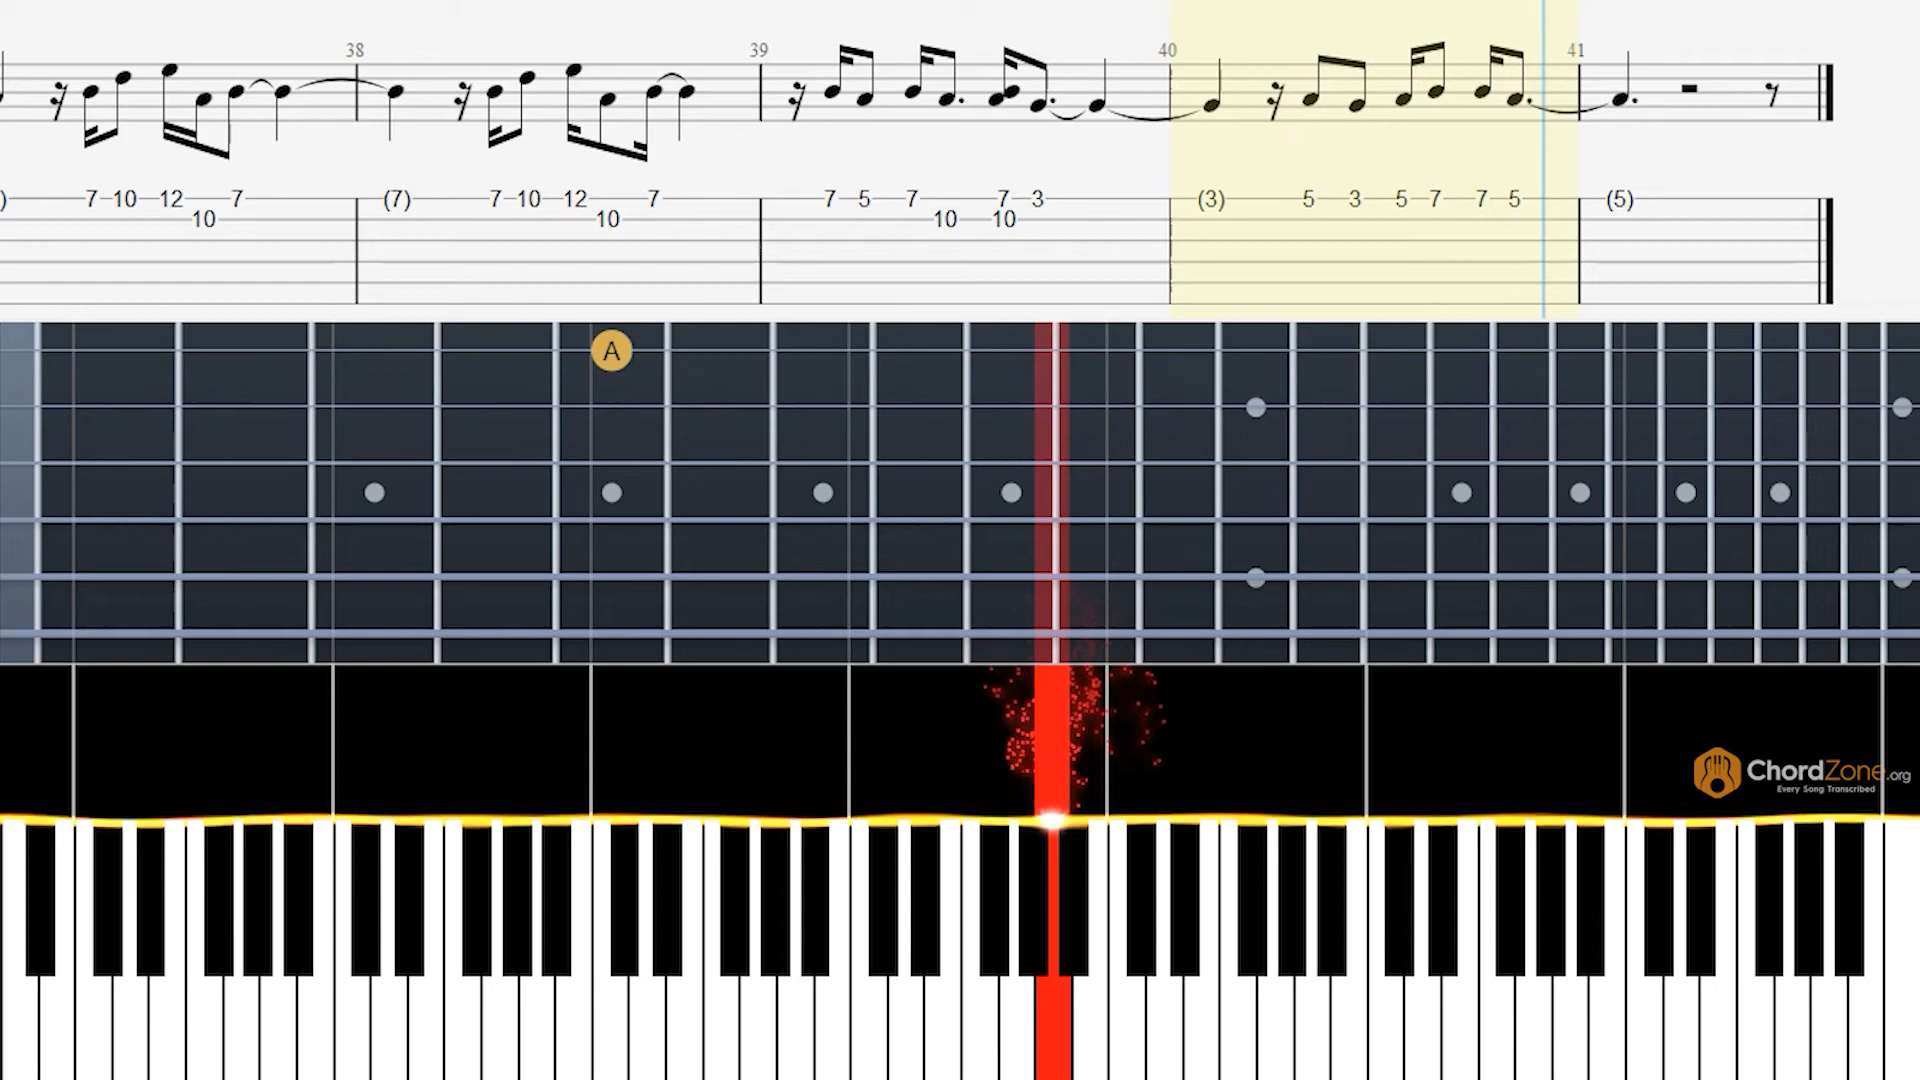 38 39 40 41
) 7 10 12 7 (7) 7 10 12 7 7 5 7 7 3 (3) 5 3 5 7 7 5 (5)
10 10 10 10
A
ChordZone.org
Every Song Transcribed